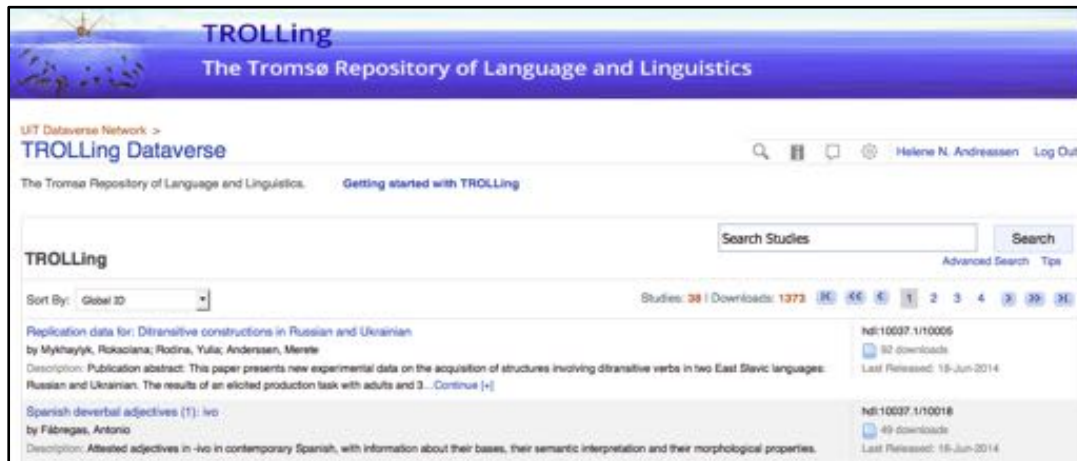 TROLLing
The Tromsø Repository of Language and Linguistics
UiT Dataverse Network >
TROLLing Dataverse
Helene N. Andreassen Log Out
The Tromsø Repository of Language and Linguistics. Getting started with TROLLing
Search Studies Search
TROLLing
Advanced Search Tips
Sort By: Global ID Studies: 38 | Downloads: 1373 1 2 3 4
Replication data for: Ditransitive constructions in Russian and Ukrainian hdl:10037.1/10005
by Mykhaylyk, Roksolana; Rodina, Yulia; Anderssen, Merete 92 downloads
Description: Publication abstract: This paper presents new experimental data on the acquisition of structures involving ditransitive verbs in two East Slavic languages: Last Released: 18-Jun-2014
Russian and Ukrainian. The results of an elicited production task with adults and 3... Continue [+]
Spanish deverbal adjectives (1): ivo hdl:10037.1/10018
by Fábregas, Antonio 49 downloads
Description: Attested adjectives in -ivo in contemporary Spanish, with information about their bases, their semantic interpretation and their morphological properties. Last Released: 18-Jun-2014